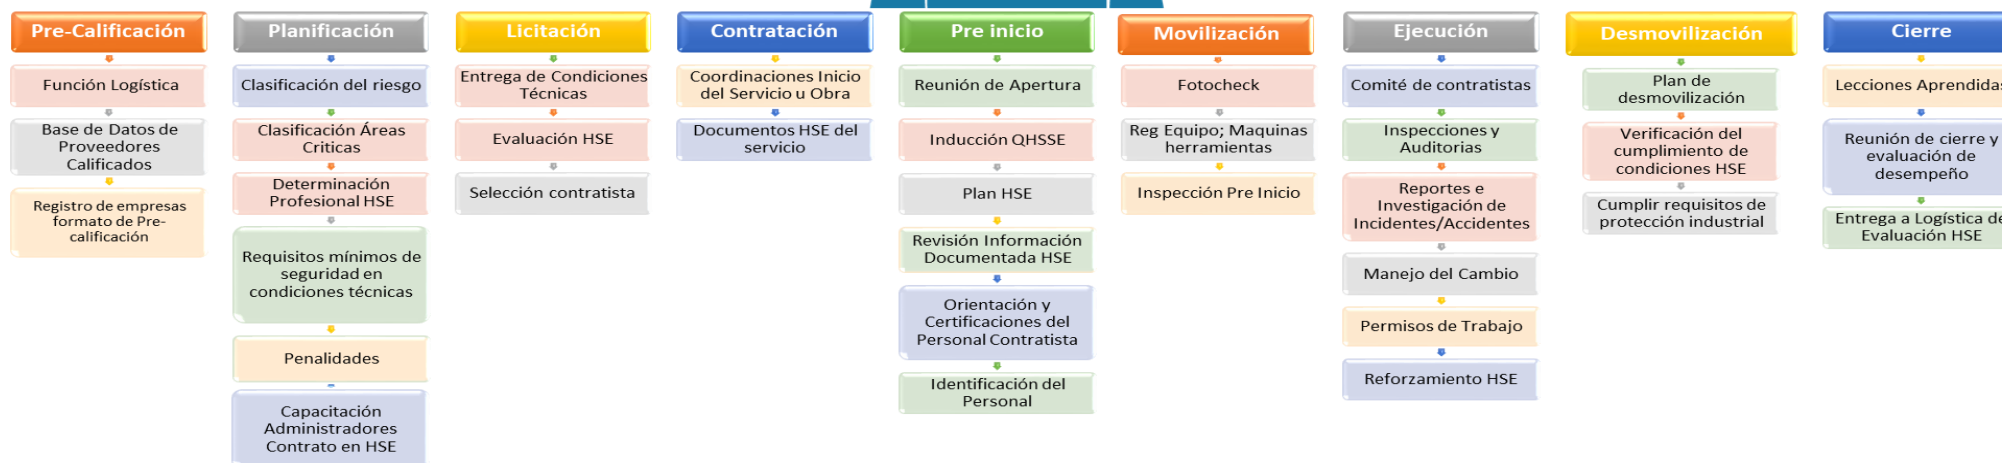 Pre-Calificación
Función Logística
Base de Datos de
Proveedores
Calificados
Registro de empresas
formato de Pre-
calificación
Planificación
Clasificación del riesgo
Clasificación Áreas
Criticas
Determinación
Profesional HSE
Requisitos mínimos de
seguridad en
condiciones técnicas
Penalidades
Capacitación
Administradores
Contrato en HSE
Licitación
Entrega de Condiciones
Técnicas
Evaluación HSE
Selección contratista
Contratación
Coordinaciones Inicio
del Servicio u Obra
Documentos HSE del
servicio
Pre inicio
Reunión de Apertura
Inducción QHSSE
Plan HSE
Revisión Información
Documentada HSE
Orientación y
Certificaciones del
Personal Contratista
Identificación del
Personal
Movilización
Fotocheck
Reg Equipo; Maquinas
herramientas
Inspección Pre Inicio
Ejecución
Comité de contratistas
Inspecciones y
Auditorias
Reportes e
Investigación de
Incidentes/Accidentes
Manejo del Cambio
Permisos de Trabajo
Reforzamiento HSE
Desmovilización
Plan de
desmovilización
Verificación del
cumplimiento de
condiciones HSE
Cumplir requisitos de
protección industrial
Cierre
Lecciones Aprendidas
Reunión de cierre y
evaluación de
desempeño
Entrega a Logística de
Evaluación HSE